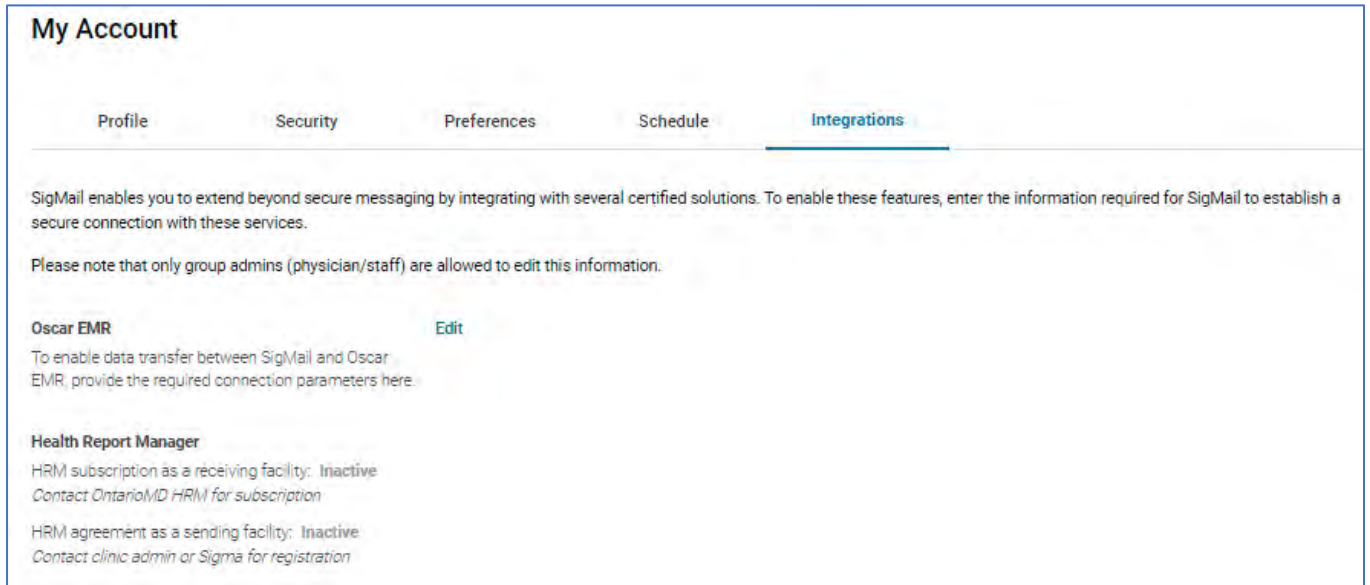 My Account
Profile Security Preferences Schedule Integrations
SigMail enables you to extend beyond secure messaging by integrating with several certified solutions. To enable these features, enter the information required for SigMail to establish a
secure connection with these services.
Please note that only group admins (physician/staff) are allowed to edit this information.
Oscar EMR Edit
To enable data transfer between SigMail and Oscar
EMR, provide the required connection parameters here.
Health Report Manager
HRM subscription as a receiving facility: Inactive
Contact OntarioMD HRM for subscription
HRM agreement as a sending facility: Inactive
Contact clinic admin or Sigma for registration